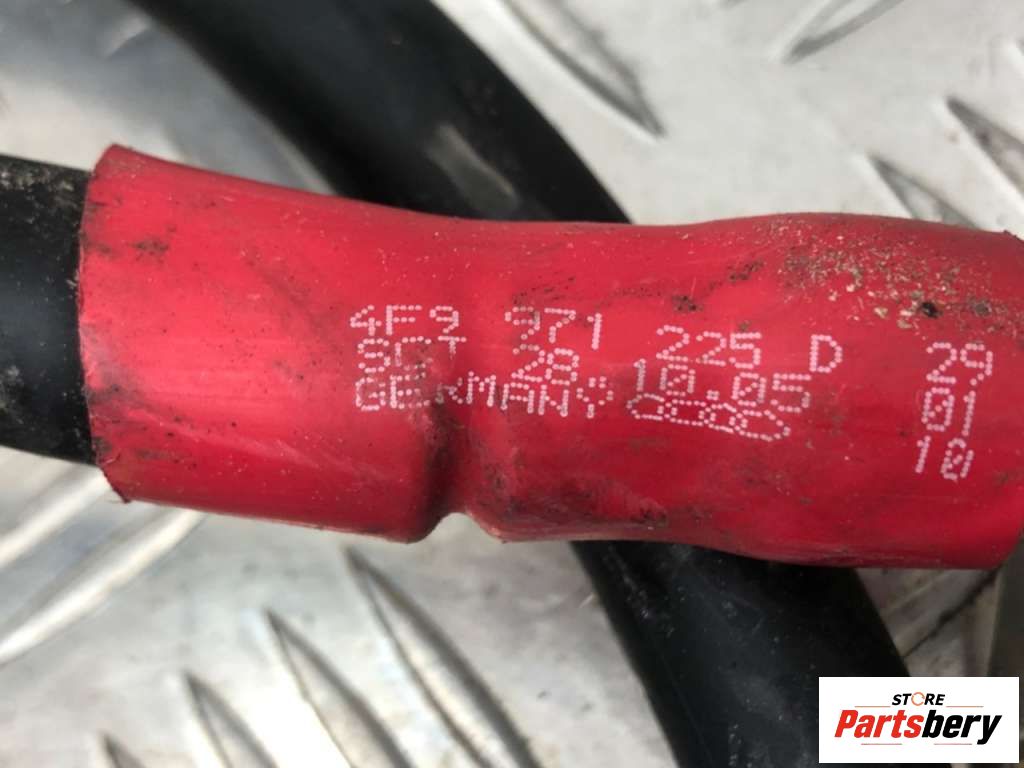 4F9 971 225 D 29
SCT 28 10.05 01
GERMANY 10
STORE
Partsbery